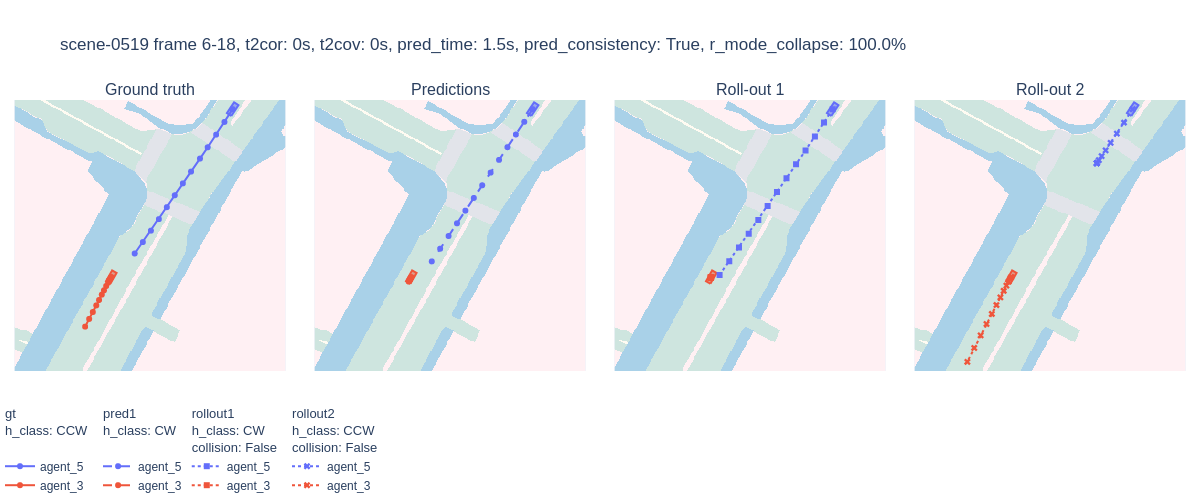 scene-0519 frame 6-18, t2cor: 0s, t2cov: 0s, pred_time: 1.5s, pred_consistency: True, r_mode_collapse: 100.0%
Ground truth Predictions Roll-out 1 Roll-out 2
gt pred1 rollout1 rollout2
h_class: CCW h_class: CW h_class: CW h_class: CCW
collision: False collision: False
agent_5 agent_5 agent_5 agent_5
agent_3 agent_3 agent_3 agent_3